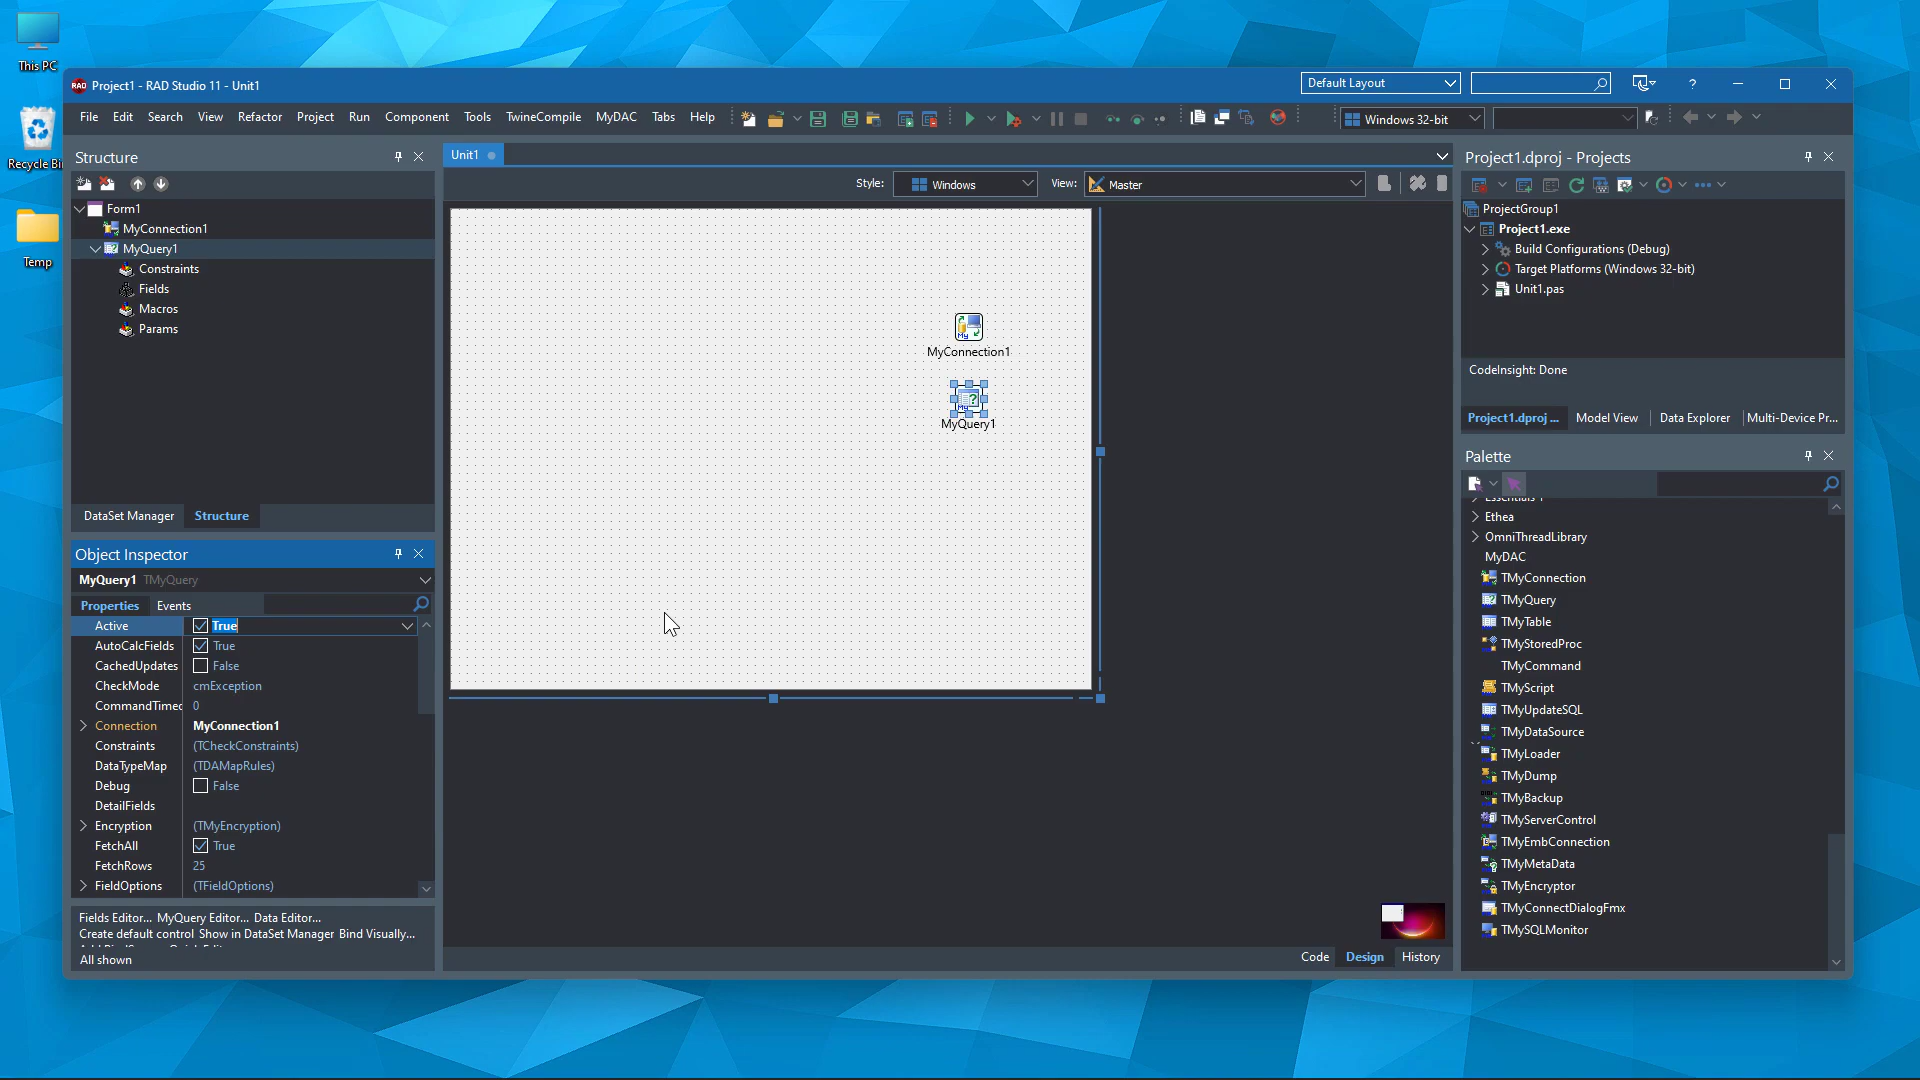 This PC
Recycle Bi
Temp
RAD
Project1 - RAD Studio 11 - Unit1
Default Layout
File Edit Search View Refactor Project Run Component Tools TwineCompile MyDAC Tabs Help
Windows 32-bit
Structure
Form1
MyConnection1
MyQuery1
Constraints
Fields
Macros
Params
DataSet Manager Structure
Object Inspector
MyQuery1 TMyQuery
Properties Events
Active True
AutoCalcFields True
CachedUpdates False
CheckMode cmException
CommandTimeo 0
Connection MyConnection1
Constraints (TCheckConstraints)
DataTypeMap (TDAMapRules)
Debug False
DetailFields
Encryption (TMyEncryption)
FetchAll True
FetchRows 25
FieldOptions (TFieldOptions)
Fields Editor... MyQuery Editor... Data Editor...
Create default control Show in DataSet Manager Bind Visually...
All shown
Unit1
Style: Windows View: Master
MyConnection1
MyQuery1
Code Design History
Project1.dproj - Projects
ProjectGroup1
Project1.exe
Build Configurations (Debug)
Target Platforms (Windows 32-bit)
Unit1.pas
CodeInsight: Done
Project1.dproj ... Model View Data Explorer Multi-Device Pr...
Palette
Ethea
OmniThreadLibrary
MyDAC
TMyConnection
TMyQuery
TMyTable
TMyStoredProc
TMyCommand
TMyScript
TMyUpdateSQL
TMyDataSource
TMyLoader
TMyDump
TMyBackup
TMyServerControl
TMyEmbConnection
TMyMetaData
TMyEncryptor
TMyConnectDialogFmx
TMySQLMonitor